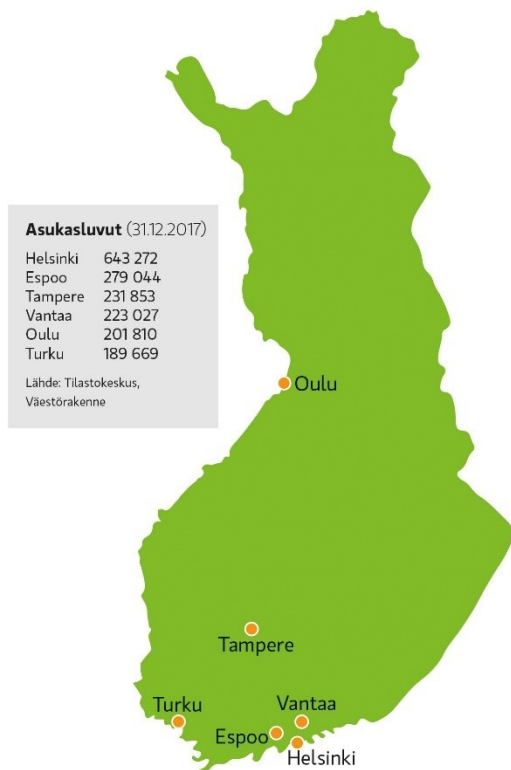 Asukasluvut (31.12.2017)
Helsinki 643 272
Espoo 279 044
Tampere 231 853
Vantaa 223 027
Oulu 201 810
Turku 189 669
Lähde: Tilastokeskus,
Väestörakenne
Oulu
Tampere
Turku
Vantaa
Espoo
Helsinki